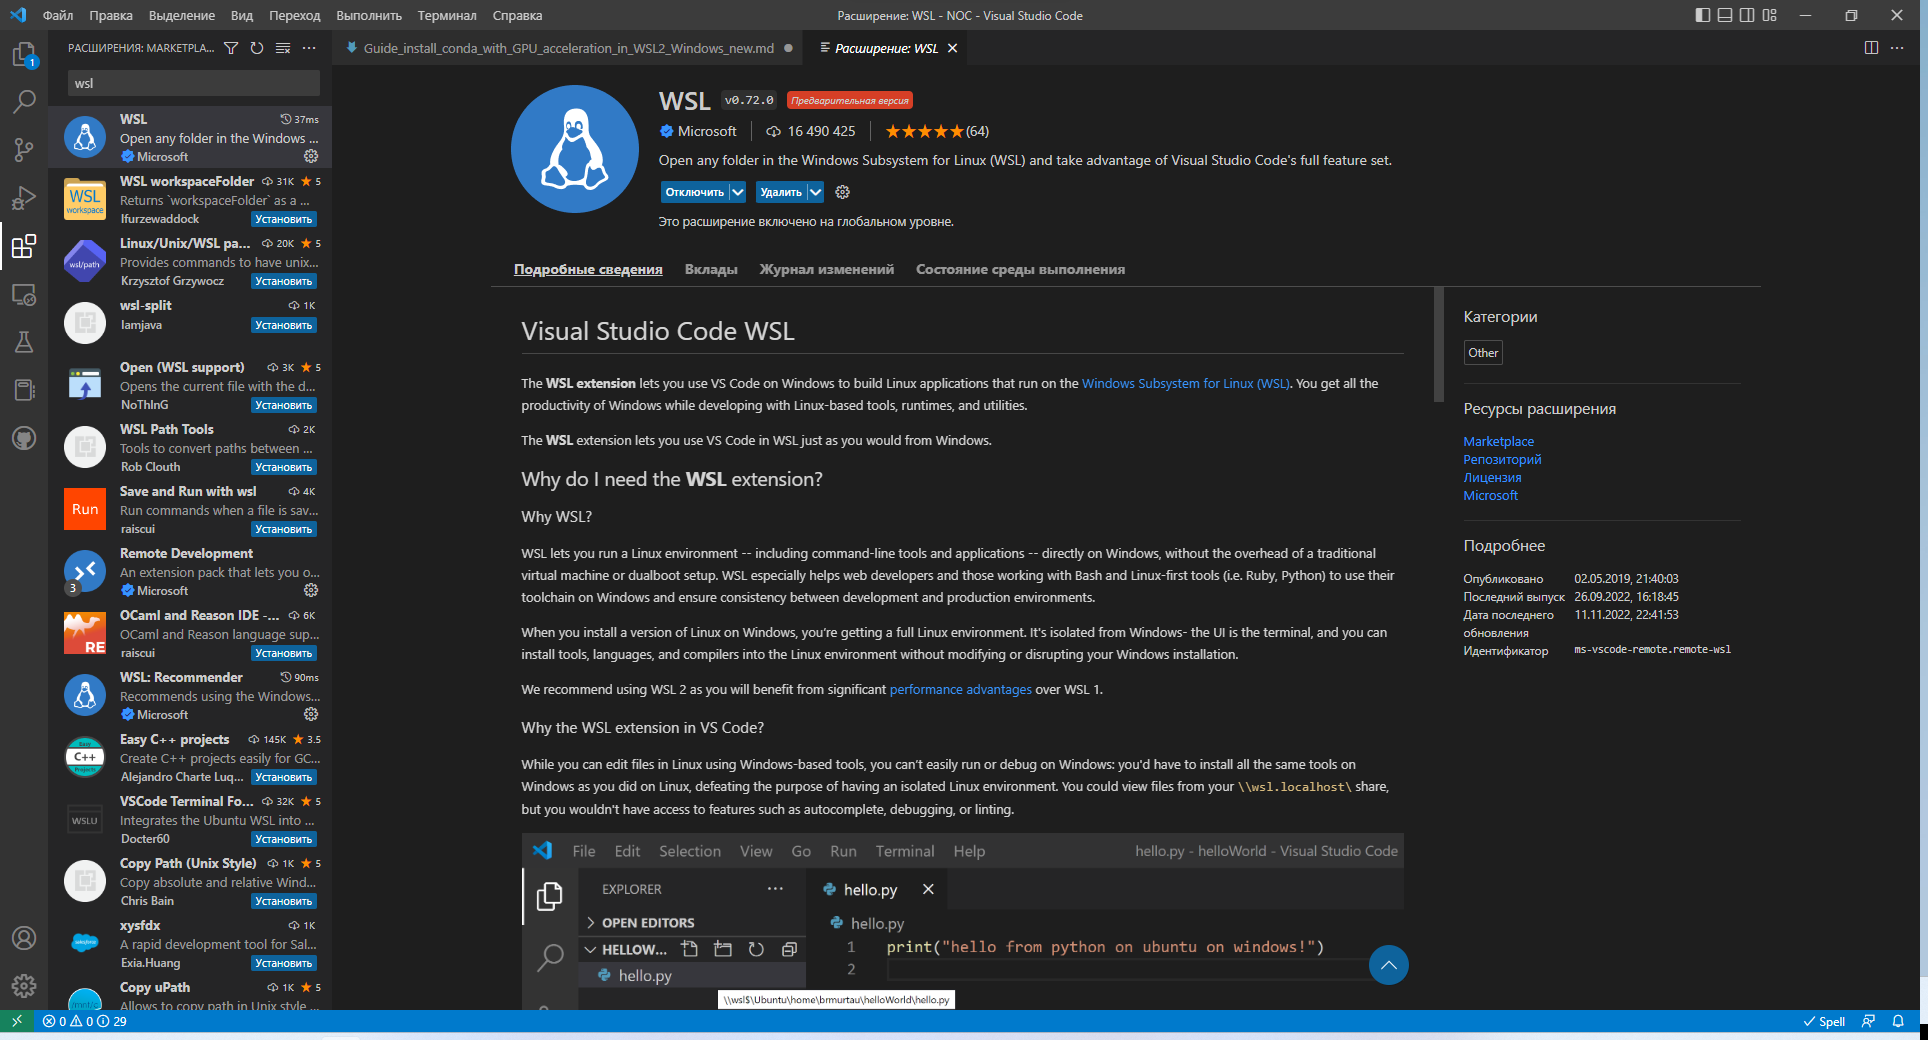 Файл Правка Выделение Вид Переход Выполнить Терминал Справка
Расширение: WSL - NOC - Visual Studio Code
РАСШИРЕНИЯ: MARKETPLA...
Guide_install_conda_with_GPU_acceleration_in_WSL2_Windows_new.md
Расширение: WSL
1
wsl
WSL 37ms
Open any folder in the Windows ...
Microsoft
WSL workspace
WSL workspaceFolder 31K 5
Returns `workspaceFolder` as a ...
lfurzewaddock Установить
wsl/path
Linux/Unix/WSL pa... 20K 5
Provides commands to have unix...
Krzysztof Grzywocz Установить
wsl-split 1K
lamjava Установить
Open (WSL support) 3K 5
Opens the current file with the d...
NoThInG Установить
WSL Path Tools 2K
Tools to convert paths between ...
Rob Clouth Установить
Run
Save and Run with wsl 4K
Run commands when a file is sav...
raiscui Установить
Remote Development
An extension pack that lets you o...
3
Microsoft
RE
OCaml and Reason IDE -... 6K
OCaml and Reason language sup...
raiscui Установить
WSL: Recommender 90ms
Recommends using the Windows...
Microsoft
Easy C++ Projects
Easy C++ projects 145K 3.5
Create C++ projects easily for GC...
Alejandro Charte Luq... Установить
WSLU
VSCode Terminal Fo... 32K 5
Integrates the Ubuntu WSL into ...
Docter60 Установить
Copy Path (Unix Style) 1K 5
Copy absolute and relative Wind...
Chris Bain Установить
salesforce
xysfdx 1K
A rapid development tool for Sal...
Exia.Huang Установить
/mnt/c
Copy uPath 1K 5
Allows to copy path in Unix style
WSL v0.72.0 Предварительная версия
Microsoft 16 490 425 (64)
Open any folder in the Windows Subsystem for Linux (WSL) and take advantage of Visual Studio Code's full feature set.
Отключить Удалить
Это расширение включено на глобальном уровне.
Подробные сведения Вклады Журнал изменений Состояние среды выполнения
Visual Studio Code WSL
The WSL extension lets you use VS Code on Windows to build Linux applications that run on the Windows Subsystem for Linux (WSL). You get all the
productivity of Windows while developing with Linux-based tools, runtimes, and utilities.
The WSL extension lets you use VS Code in WSL just as you would from Windows.
Why do I need the WSL extension?
Why WSL?
WSL lets you run a Linux environment -- including command-line tools and applications -- directly on Windows, without the overhead of a traditional
virtual machine or dualboot setup. WSL especially helps web developers and those working with Bash and Linux-first tools (i.e. Ruby, Python) to use their
toolchain on Windows and ensure consistency between development and production environments.
When you install a version of Linux on Windows, you're getting a full Linux environment. It's isolated from Windows- the UI is the terminal, and you can
install tools, languages, and compilers into the Linux environment without modifying or disrupting your Windows installation.
We recommend using WSL 2 as you will benefit from significant performance advantages over WSL 1.
Why the WSL extension in VS Code?
While you can edit files in Linux using Windows-based tools, you can't easily run or debug on Windows: you'd have to install all the same tools on
Windows as you did on Linux, defeating the purpose of having an isolated Linux environment. You could view files from your \\wsl.localhost\ share,
but you wouldn't have access to features such as autocomplete, debugging, or linting.
File Edit Selection View Go Run Terminal Help hello.py - helloWorld - Visual Studio Code
EXPLORER ... hello.py
OPEN EDITORS hello.py
HELLOW... 1 print("hello from python on ubuntu on windows!")
hello.py 2
\\wsl$\Ubuntu\home\brmurtau\helloWorld\hello.py
Категории
Other
Ресурсы расширения
Marketplace
Репозиторий
Лицензия
Microsoft
Подробнее
Опубликовано 02.05.2019, 21:40:03
Последний выпуск 26.09.2022, 16:18:45
Дата последнего обновления 11.11.2022, 22:41:53
Идентификатор ms-vscode-remote.remote-wsl
0 0 29
Spell